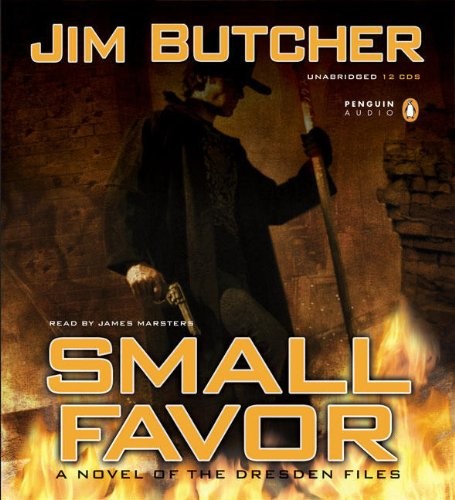 JIM BUTCHER
UNABRIDGED 12 CDS
PENGUIN
AUDIO
READ BY JAMES MARSTERS
SMALL
FAVOR
A NOVEL OF THE DRESDEN FILES